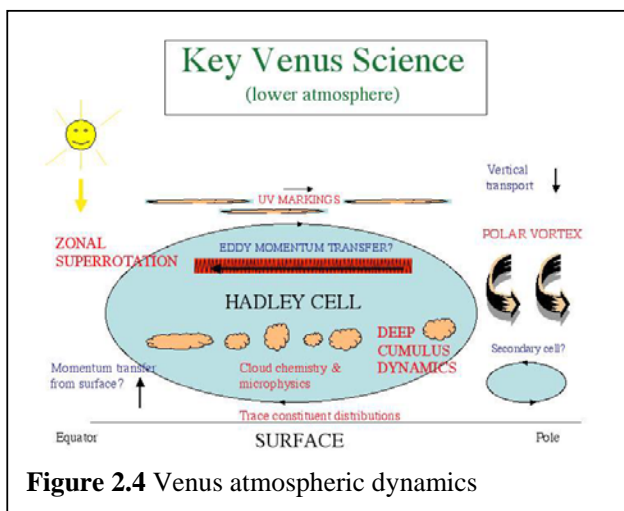 Key Venus Science
(lower atmosphere)
Vertical
transport
UV MARKINGS
ZONAL
SUPERROTATION
EDDY MOMENTUM TRANSFER?
POLAR VORTEX
HADLEY CELL
DEEP
CUMULUS
DYNAMICS
Momentum transfer
from surface?
Cloud chemistry &
microphysics
Secondary cell?
Trace constituent distributions
Equator
SURFACE
Pole
Figure 2.4 Venus atmospheric dynamics